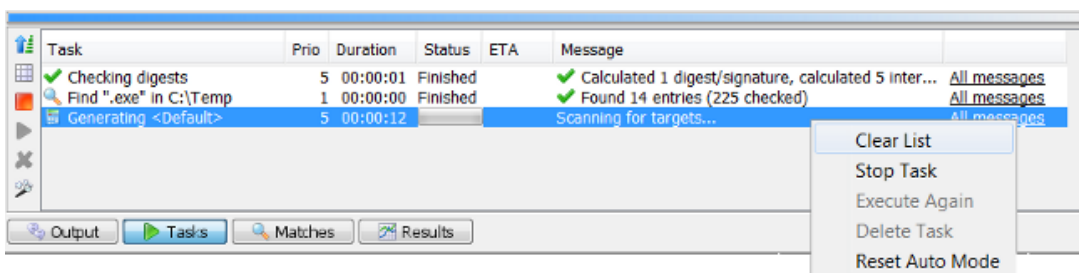 Task Prio Duration Status ETA Message
Checking digests 5 00:00:01 Finished Calculated 1 digest/signature, calculated 5 inter... All messages
Find ".exe" in C:\Temp 1 00:00:00 Finished Found 14 entries (225 checked) All messages
Generating <Default> 5 00:00:12 Scanning for targets... All messages
Clear List
Stop Task
Execute Again
Delete Task
Reset Auto Mode
Output Tasks Matches Results